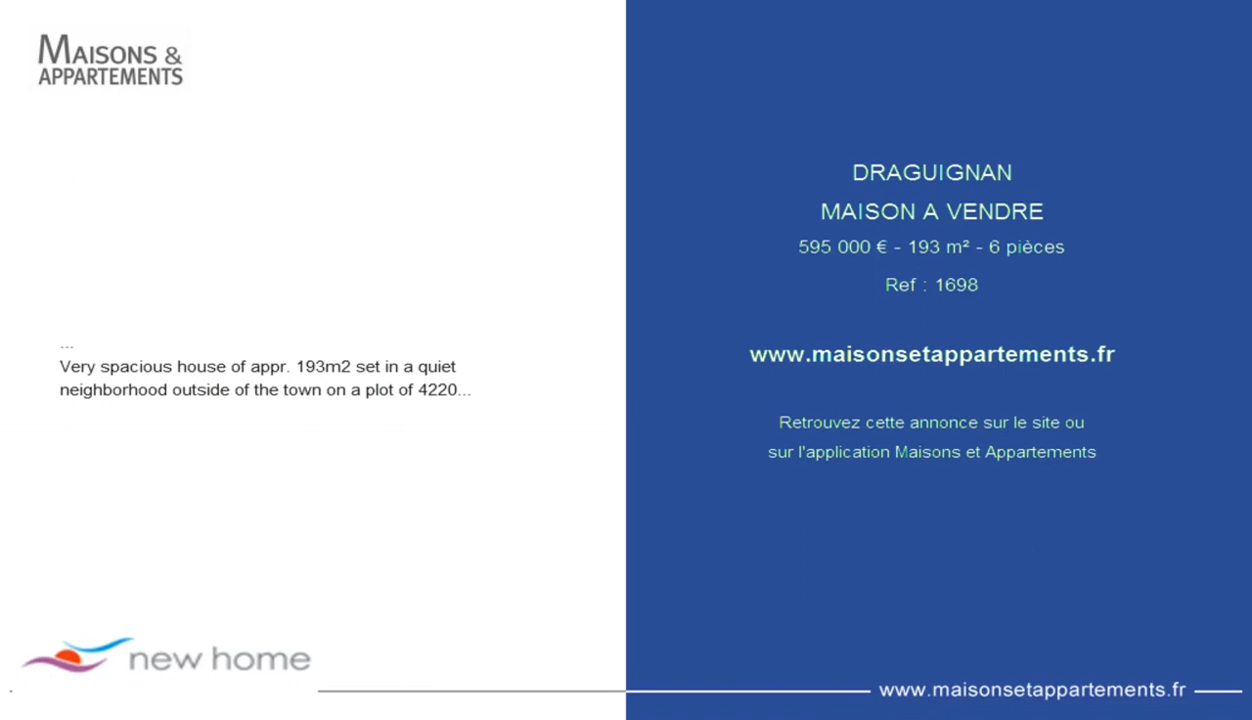 MAISONS &
APPARTEMENTS
...
Very spacious house of appr. 193m2 set in a quiet
neighborhood outside of the town on a plot of 4220...
new home
DRAGUIGNAN
MAISON A VENDRE
595 000 € - 193 m² - 6 pièces
Ref : 1698
www.maisonsetappartements.fr
Retrouvez cette annonce sur le site ou
sur l'application Maisons et Appartements
www.maisonsetappartements.fr